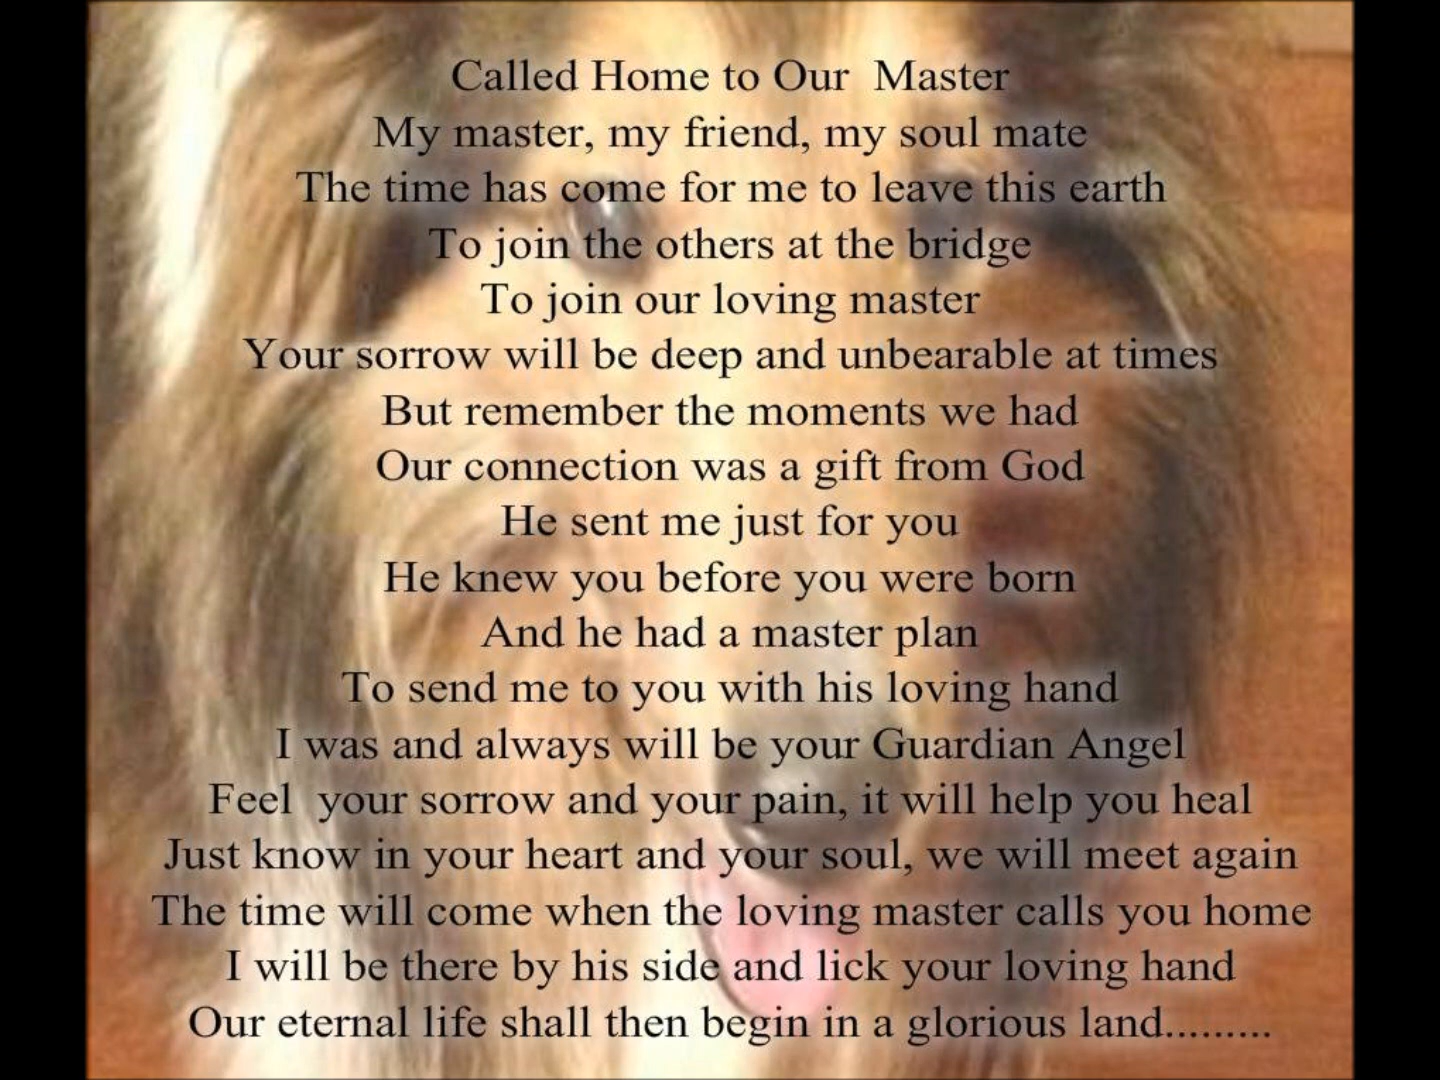 Called Home to Our Master
My master, my friend, my soul mate
The time has come for me to leave this earth
To join the others at the bridge
To join our loving master
Your sorrow will be deep and unbearable at times
But remember the moments we had
Our connection was a gift from God
He sent me just for you
He knew you before you were born
And he had a master plan
To send me to you with his loving hand
I was and always will be your Guardian Angel
Feel your sorrow and your pain, it will help you heal
Just know in your heart and your soul, we will meet again
The time will come when the loving master calls you home
I will be there by his side and lick your loving hand
Our eternal life shall then begin in a glorious land.........